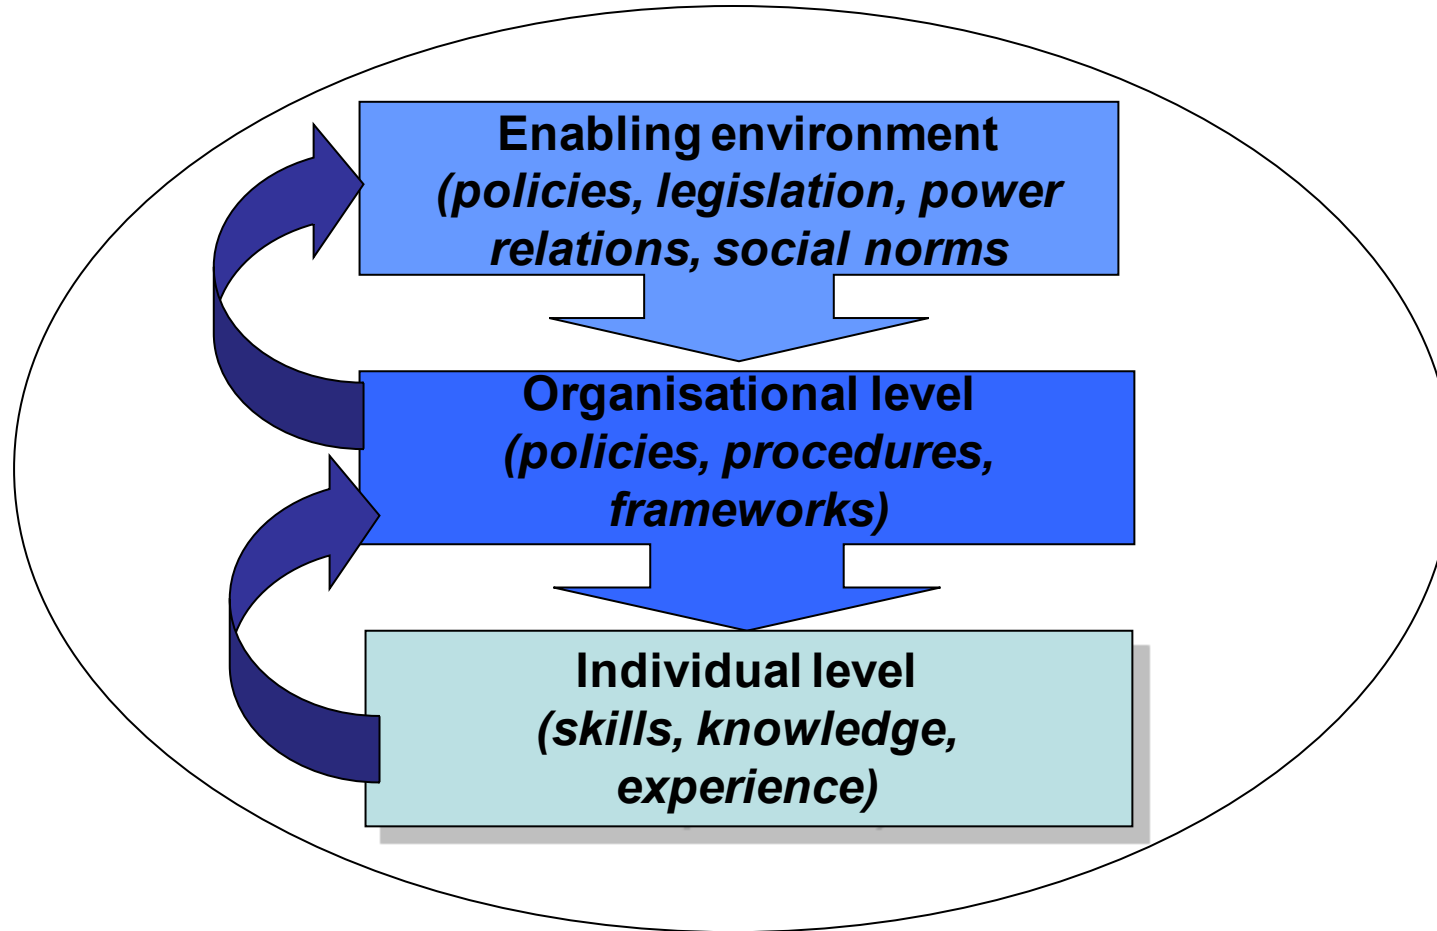 Enabling environment
(policies, legislation, power
relations, social norms
Organisational level
(policies, procedures,
frameworks)
Individual level
(skills, knowledge,
experience)